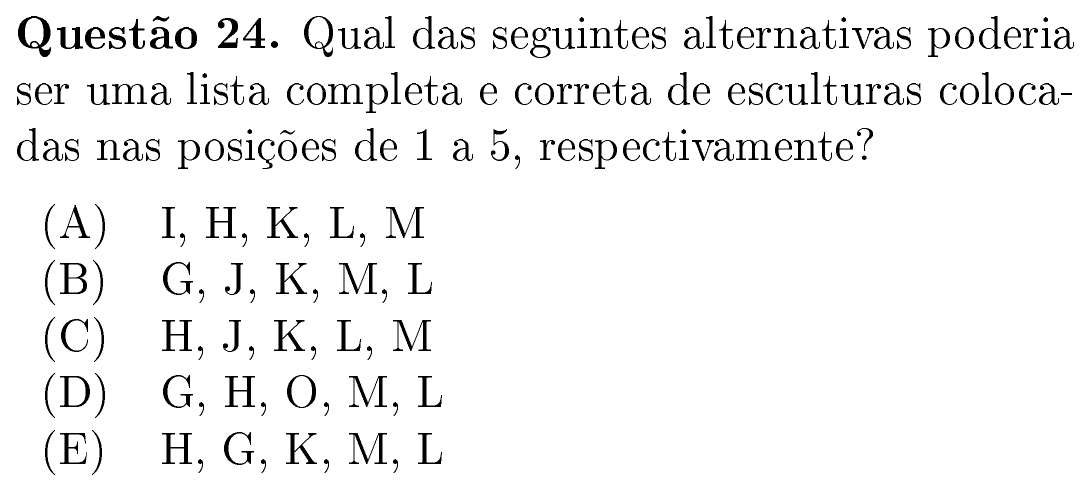 Questão 24. Qual das seguintes alternativas poderia
ser uma lista completa e correta de esculturas coloca-
das nas posições de 1 a 5, respectivamente?
(A) I, H, K, L, M
(B) G, J, K, M, L
(C) H, J, K, L, M
(D) G, H, O, M, L
(E) H, G, K, M, L